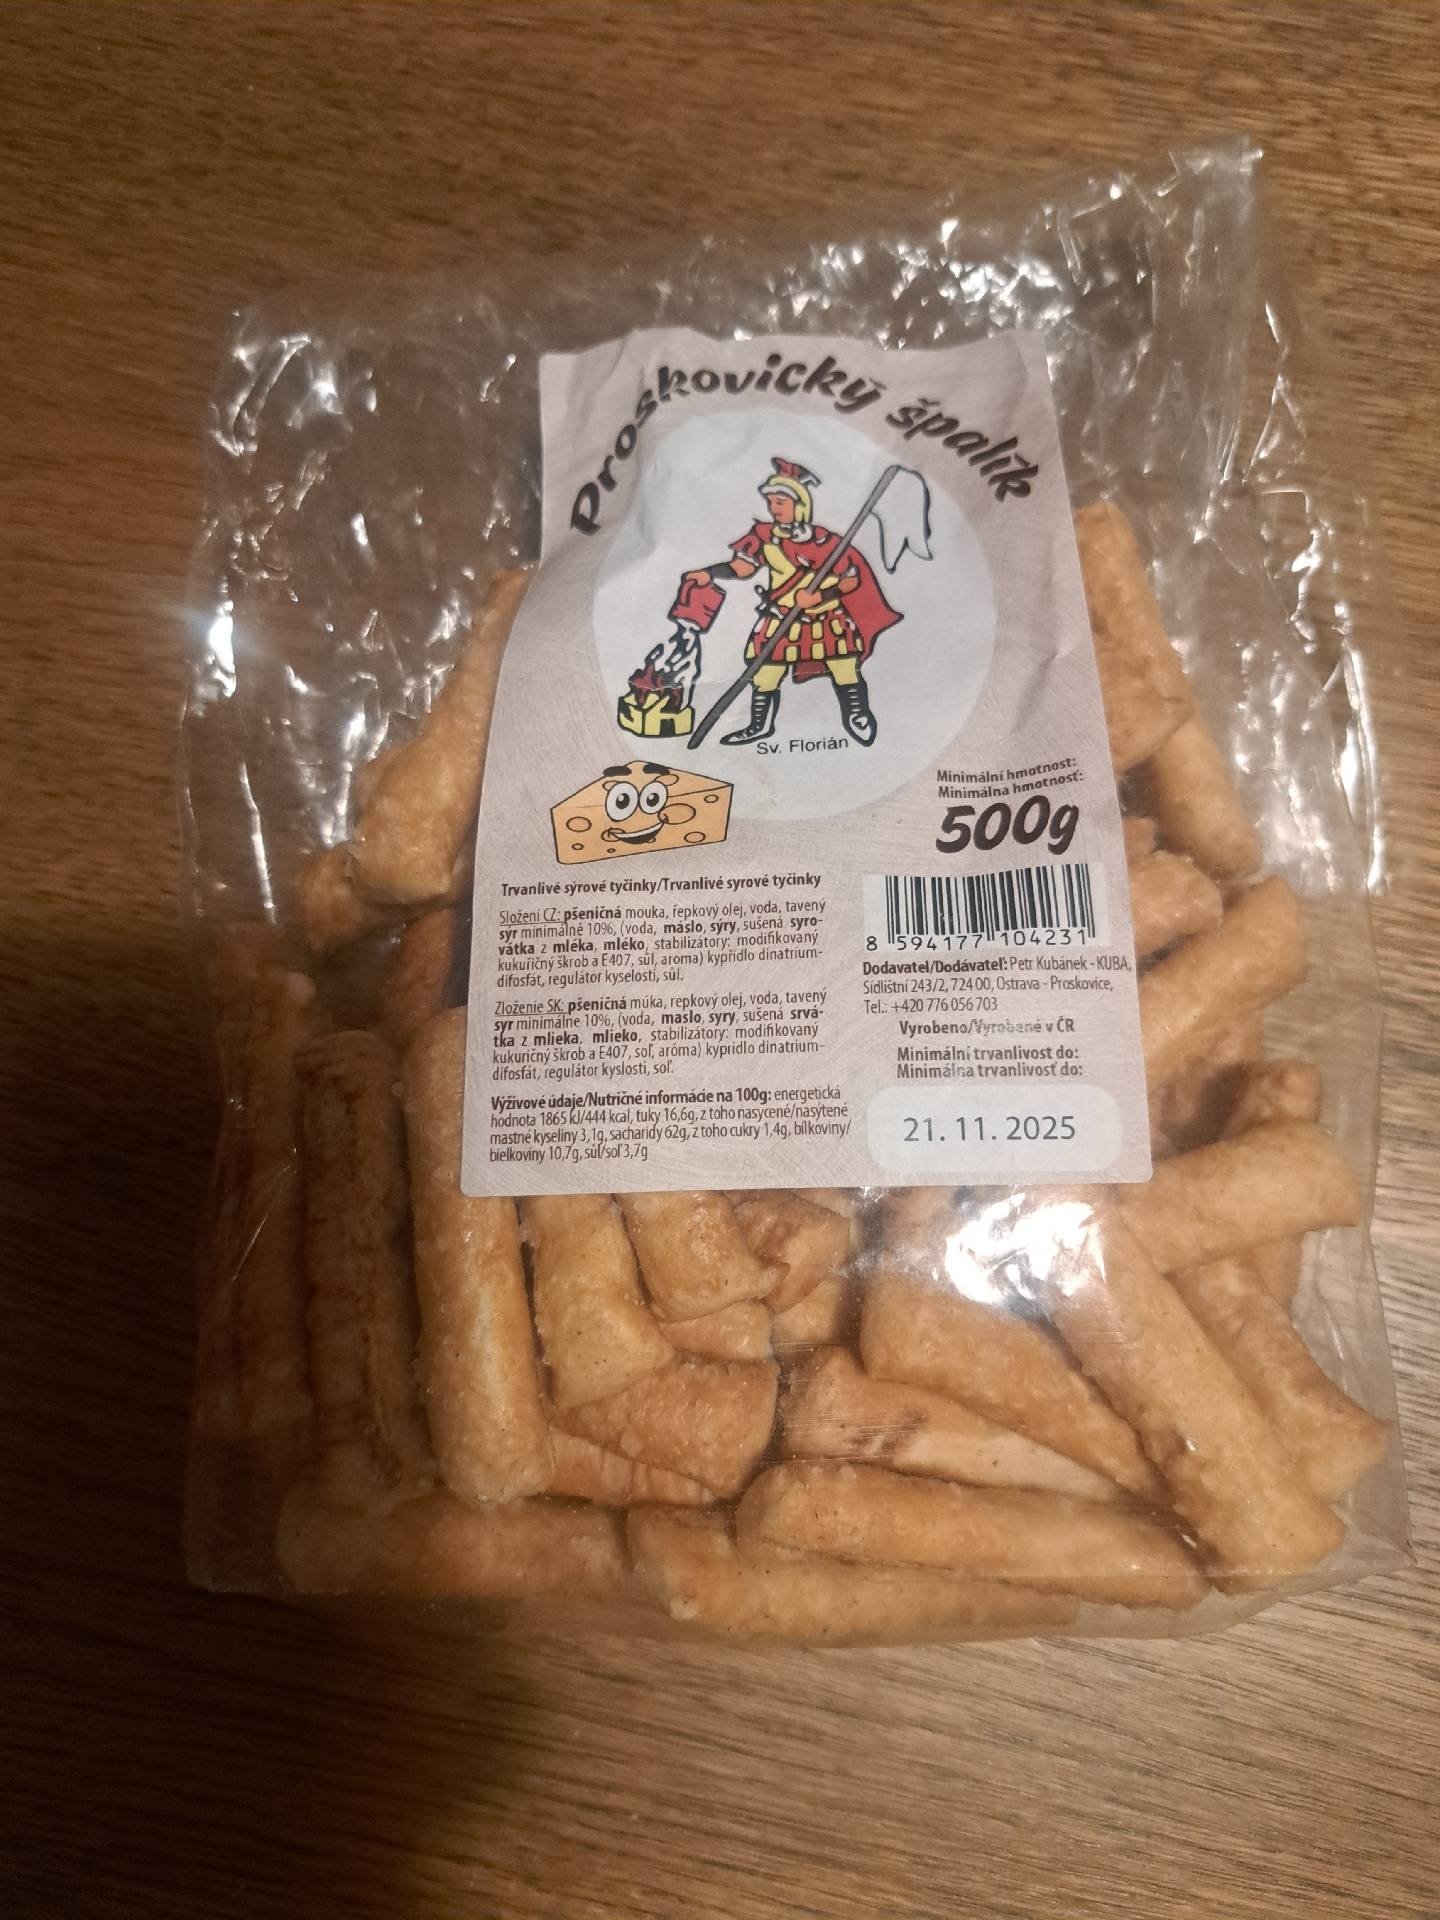 Proskovický špalík
Sv. Florián
Minimální hmotnost:
Minimálna hmotnosť:
500g
Trvanlivé sýrové tyčinky/Trvanlivé syrové tyčinky
Složení CZ: pšeničná mouka, řepkový olej, voda, tavený
sýr minimálně 10%, (voda, máslo, sýry, sušená syro-
vátka z mléka, mléko, stabilizátory: modifikovaný
kukuřičný škrob a E407, sůl, aroma) kypřidlo dinatrium-
difosfát, regulátor kyselosti, sůl.
Zloženie SK: pšeničná múka, repkový olej, voda, tavený
syr minimálne 10%, (voda, maslo, syry, sušená srvá-
tka z mlieka, mlieko, stabilizátory: modifikovaný
kukuričný škrob a E407, soľ, aróma) kypridlo dinatrium-
difosfát, regulátor kyslosti, soľ.
Výživové údaje/Nutričné informácie na 100g: energetická
hodnota 1865 kJ/444 kcal, tuky 16,6g, z toho nasycené/nasýtené
mastné kyseliny 3,1g, sacharidy 62g, z toho cukry 1,4g, bílkoviny/
bielkoviny 10,7g, sůl/soľ 3,7g
8 594177 104231
Dodavatel/Dodávateľ: Petr Kubánek - KUBA,
Sídlištní 243/2, 724 00, Ostrava - Proskovice,
Tel.: +420 776 056 703
Vyrobeno/Vyrobené v ČR
Minimální trvanlivost do:
Minimálna trvanlivosť do:
21. 11. 2025